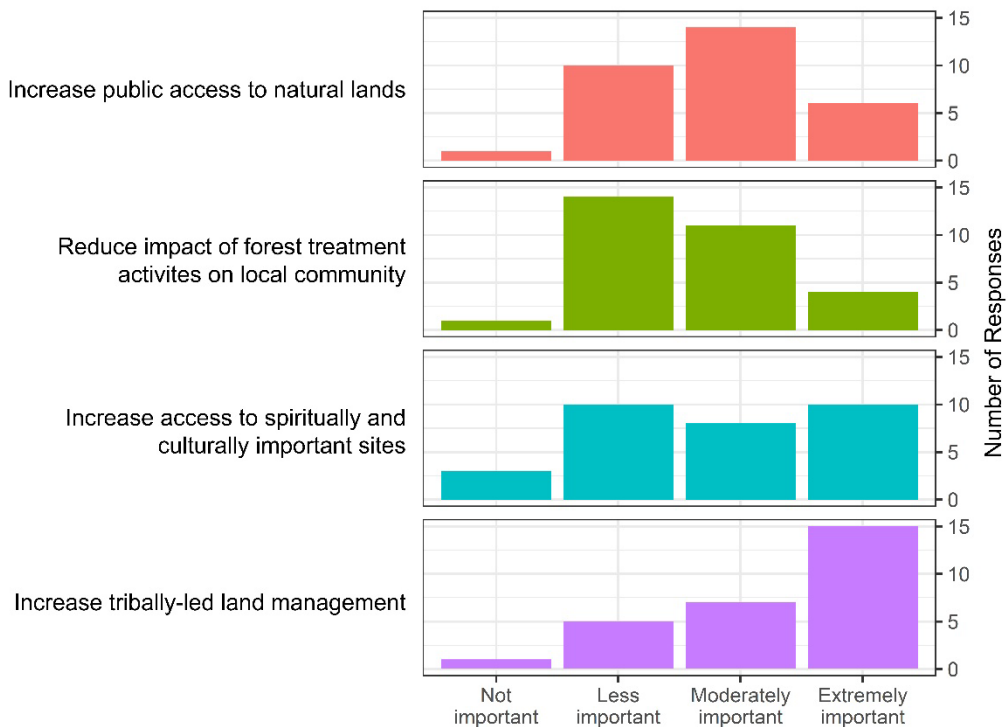 Increase public access to natural lands
15
10
5
0
Reduce impact of forest treatment
activites on local community
15
10
5
0
Increase access to spiritually and
culturally important sites
15
10
5
0
Increase tribally-led land management
15
10
5
0
Number of Responses
Not
important
Less
important
Moderately
important
Extremely
important